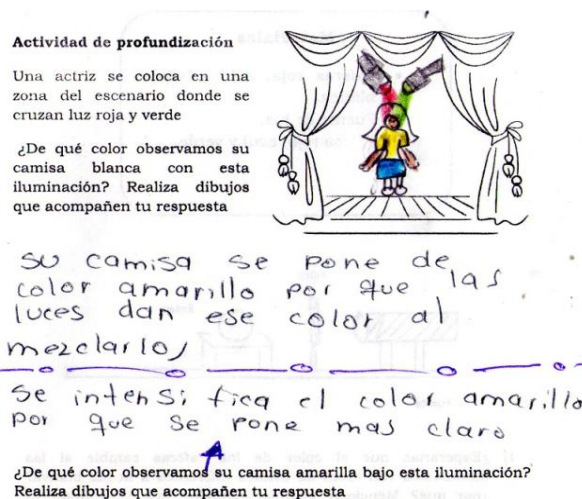 Actividad de profundización
Una actriz se coloca en una
zona del escenario donde se
cruzan luz roja y verde
¿De qué color observamos su
camisa blanca con esta
iluminación? Realiza dibujos
que acompañen tu respuesta
su camisa se pone de
color amarillo por que las
luces dan ese color al
mezclarlos
se intensifica el color amarillo
por que se pone mas claro
¿De qué color observamos su camisa amarilla bajo esta iluminación?
Realiza dibujos que acompañen tu respuesta